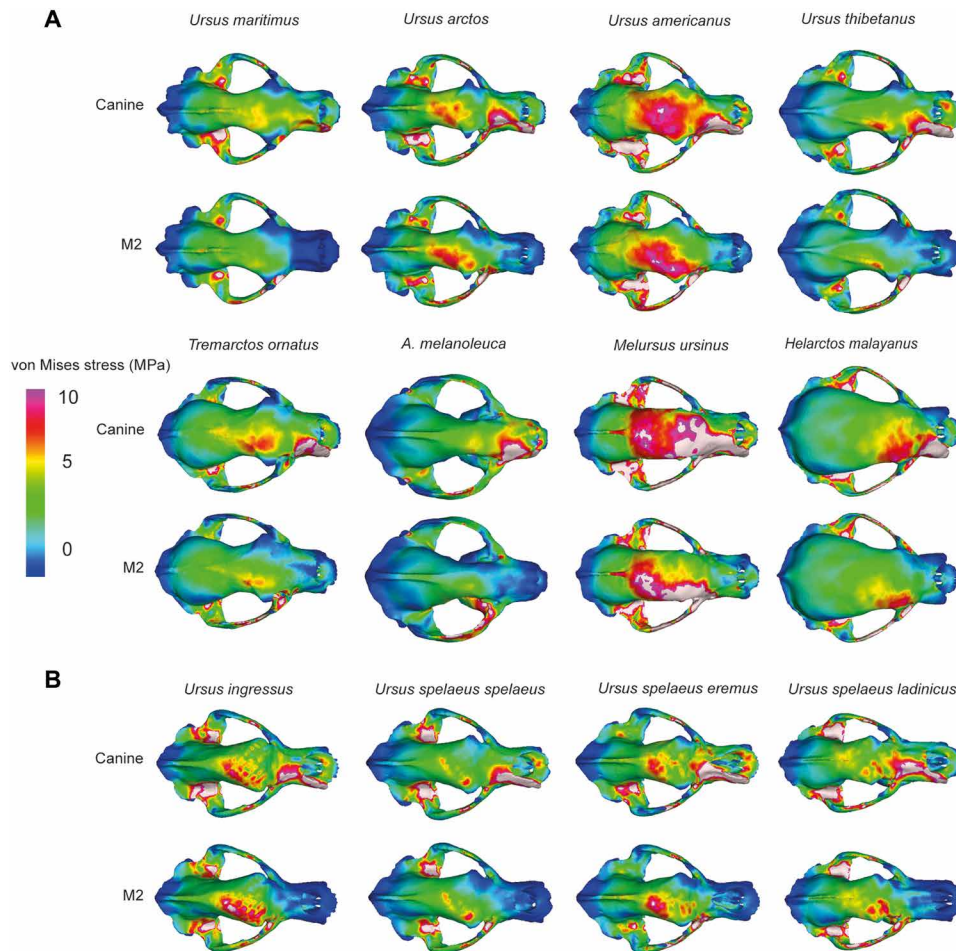 A
Ursus maritimus
Ursus arctos
Ursus americanus
Ursus thibetanus
Canine
M2
Tremarctos ornatus
A. melanoleuca
Melursus ursinus
Helarctos malayanus
von Mises stress (MPa)
10
5
0
Canine
M2
B
Ursus ingressus
Ursus spelaeus spelaeus
Ursus spelaeus eremus
Ursus spelaeus ladinicus
Canine
M2